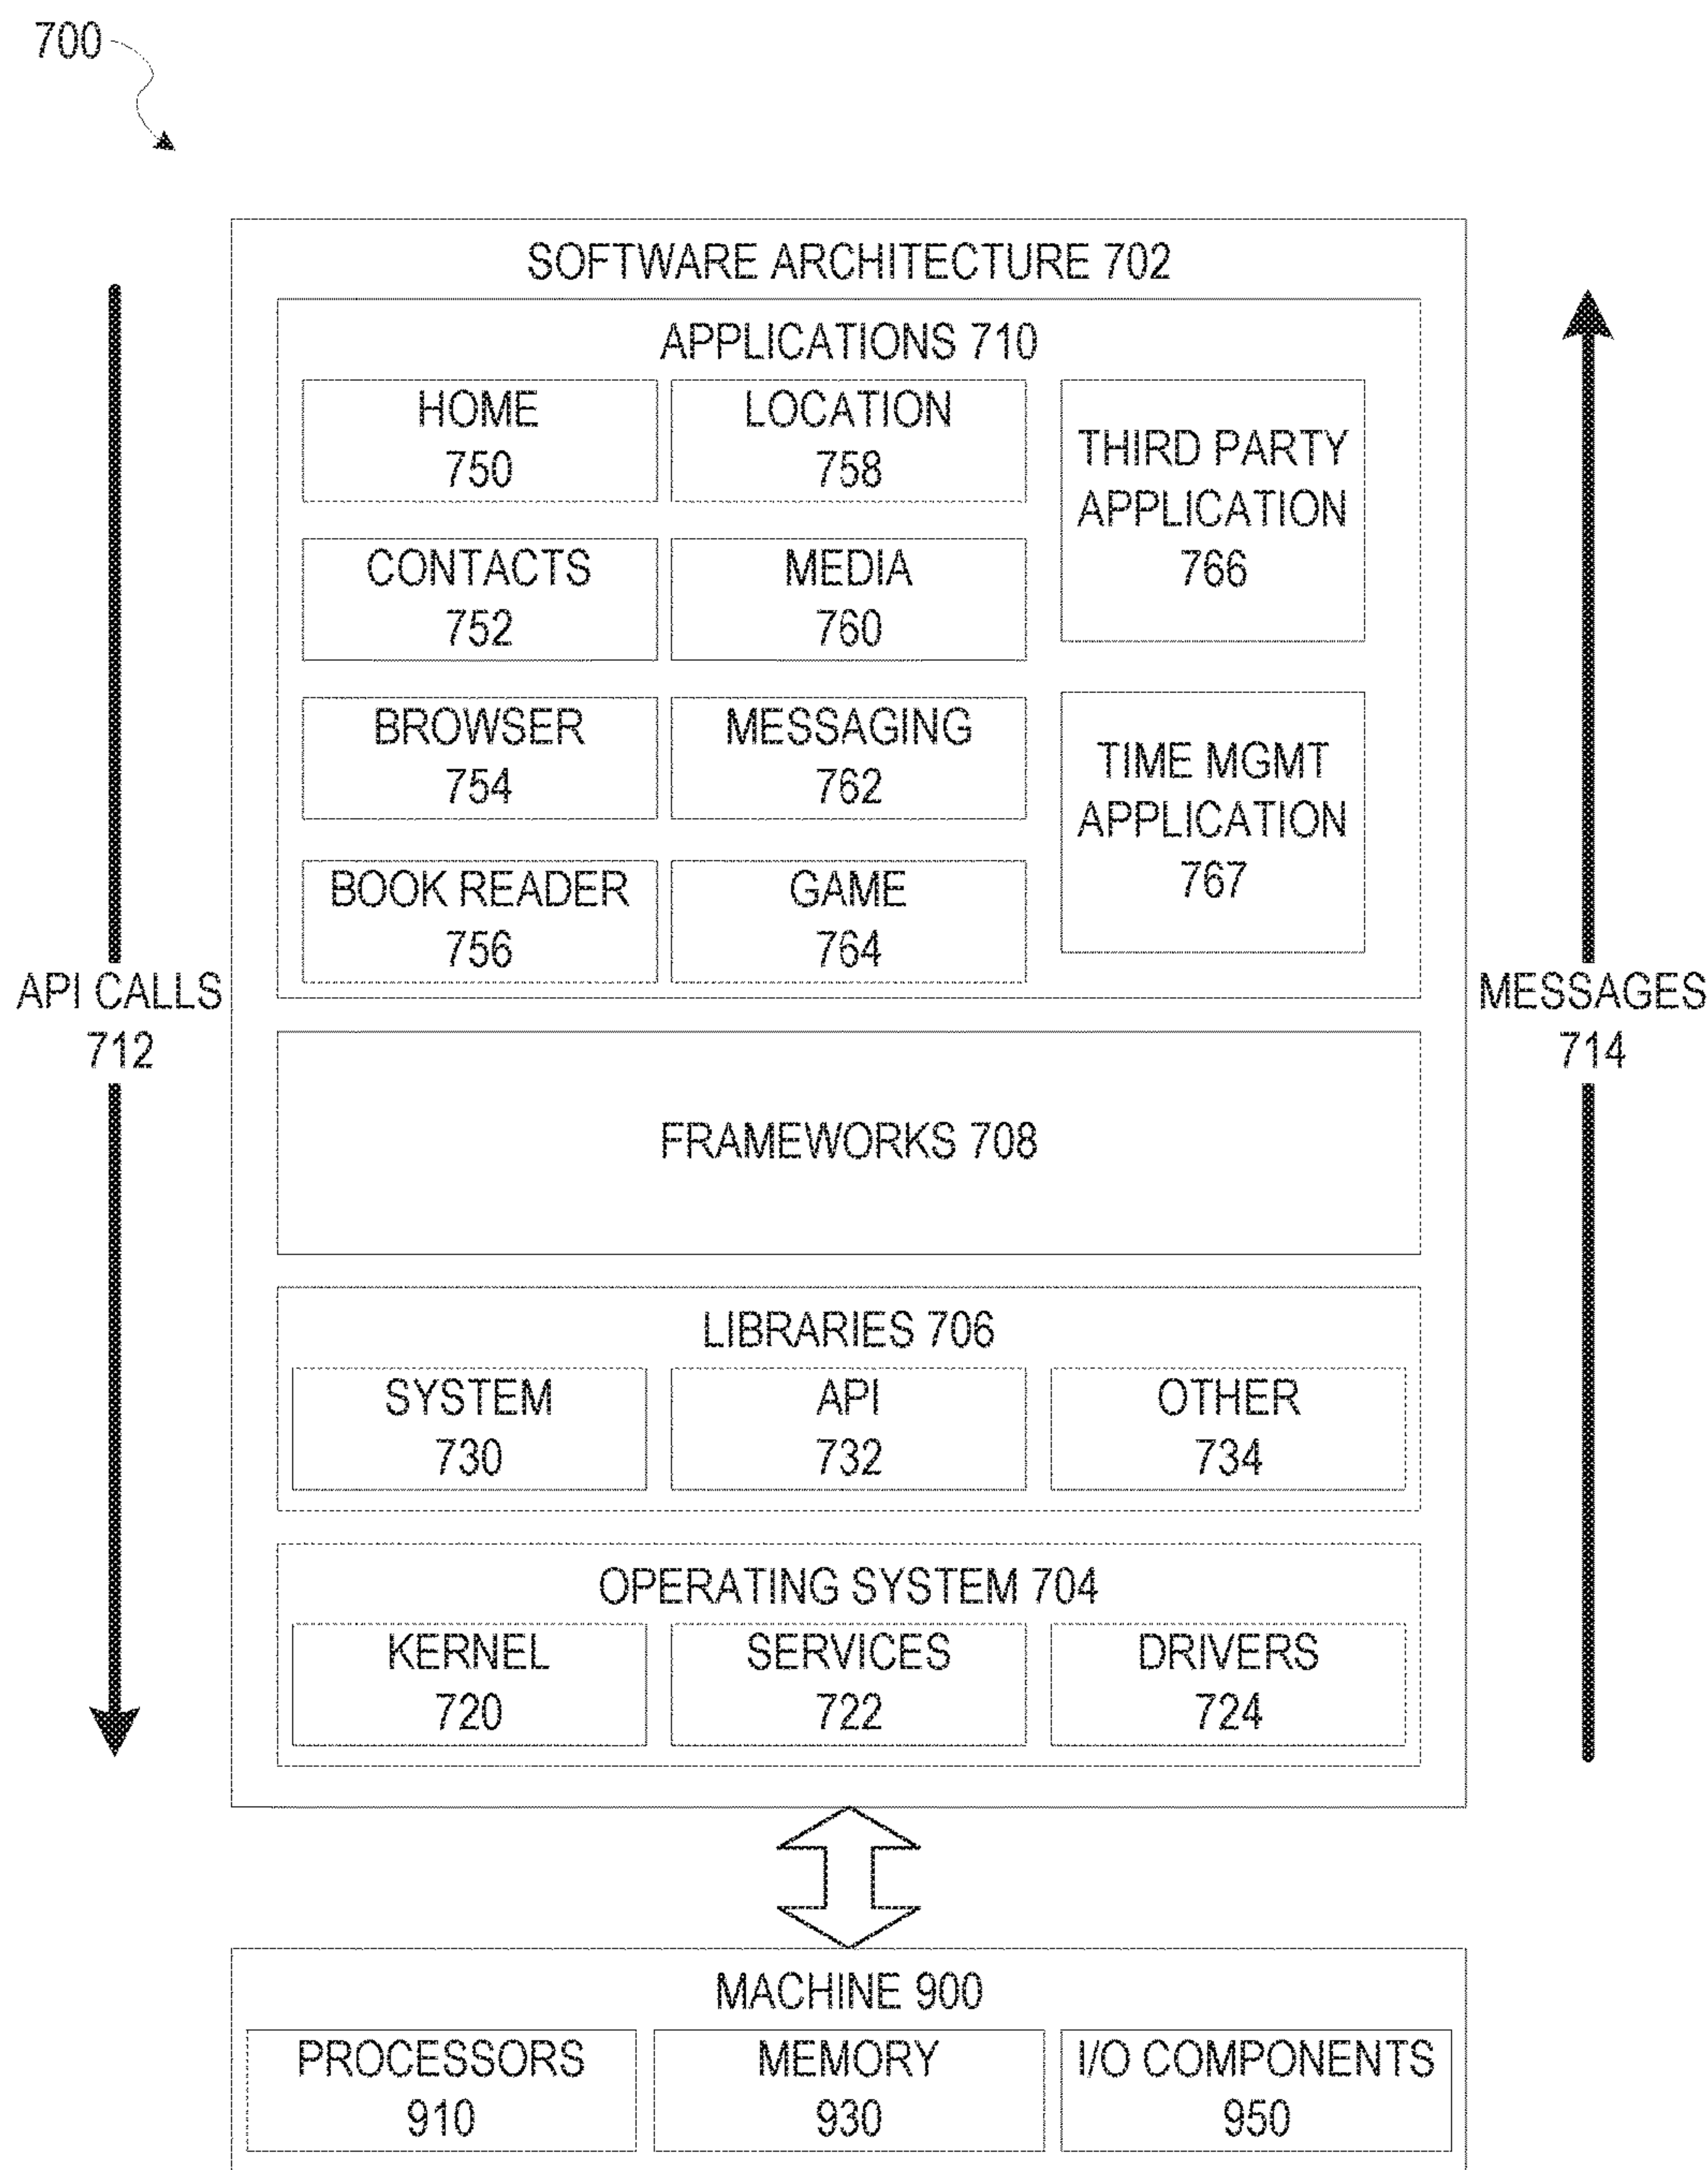 700
SOFTWARE ARCHITECTURE 702
APPLICATIONS 710
HOME
750
LOCATION
758
THIRD PARTY
APPLICATION
766
CONTACTS
752
MEDIA
760
BROWSER
754
MESSAGING
762
TIME MGMT
APPLICATION
767
BOOK READER
756
GAME
764
API CALLS
712
MESSAGES
714
FRAMEWORKS 708
LIBRARIES 706
SYSTEM
730
API
732
OTHER
734
OPERATING SYSTEM 704
KERNEL
720
SERVICES
722
DRIVERS
724
MACHINE 900
PROCESSORS
910
MEMORY
930
I/O COMPONENTS
950